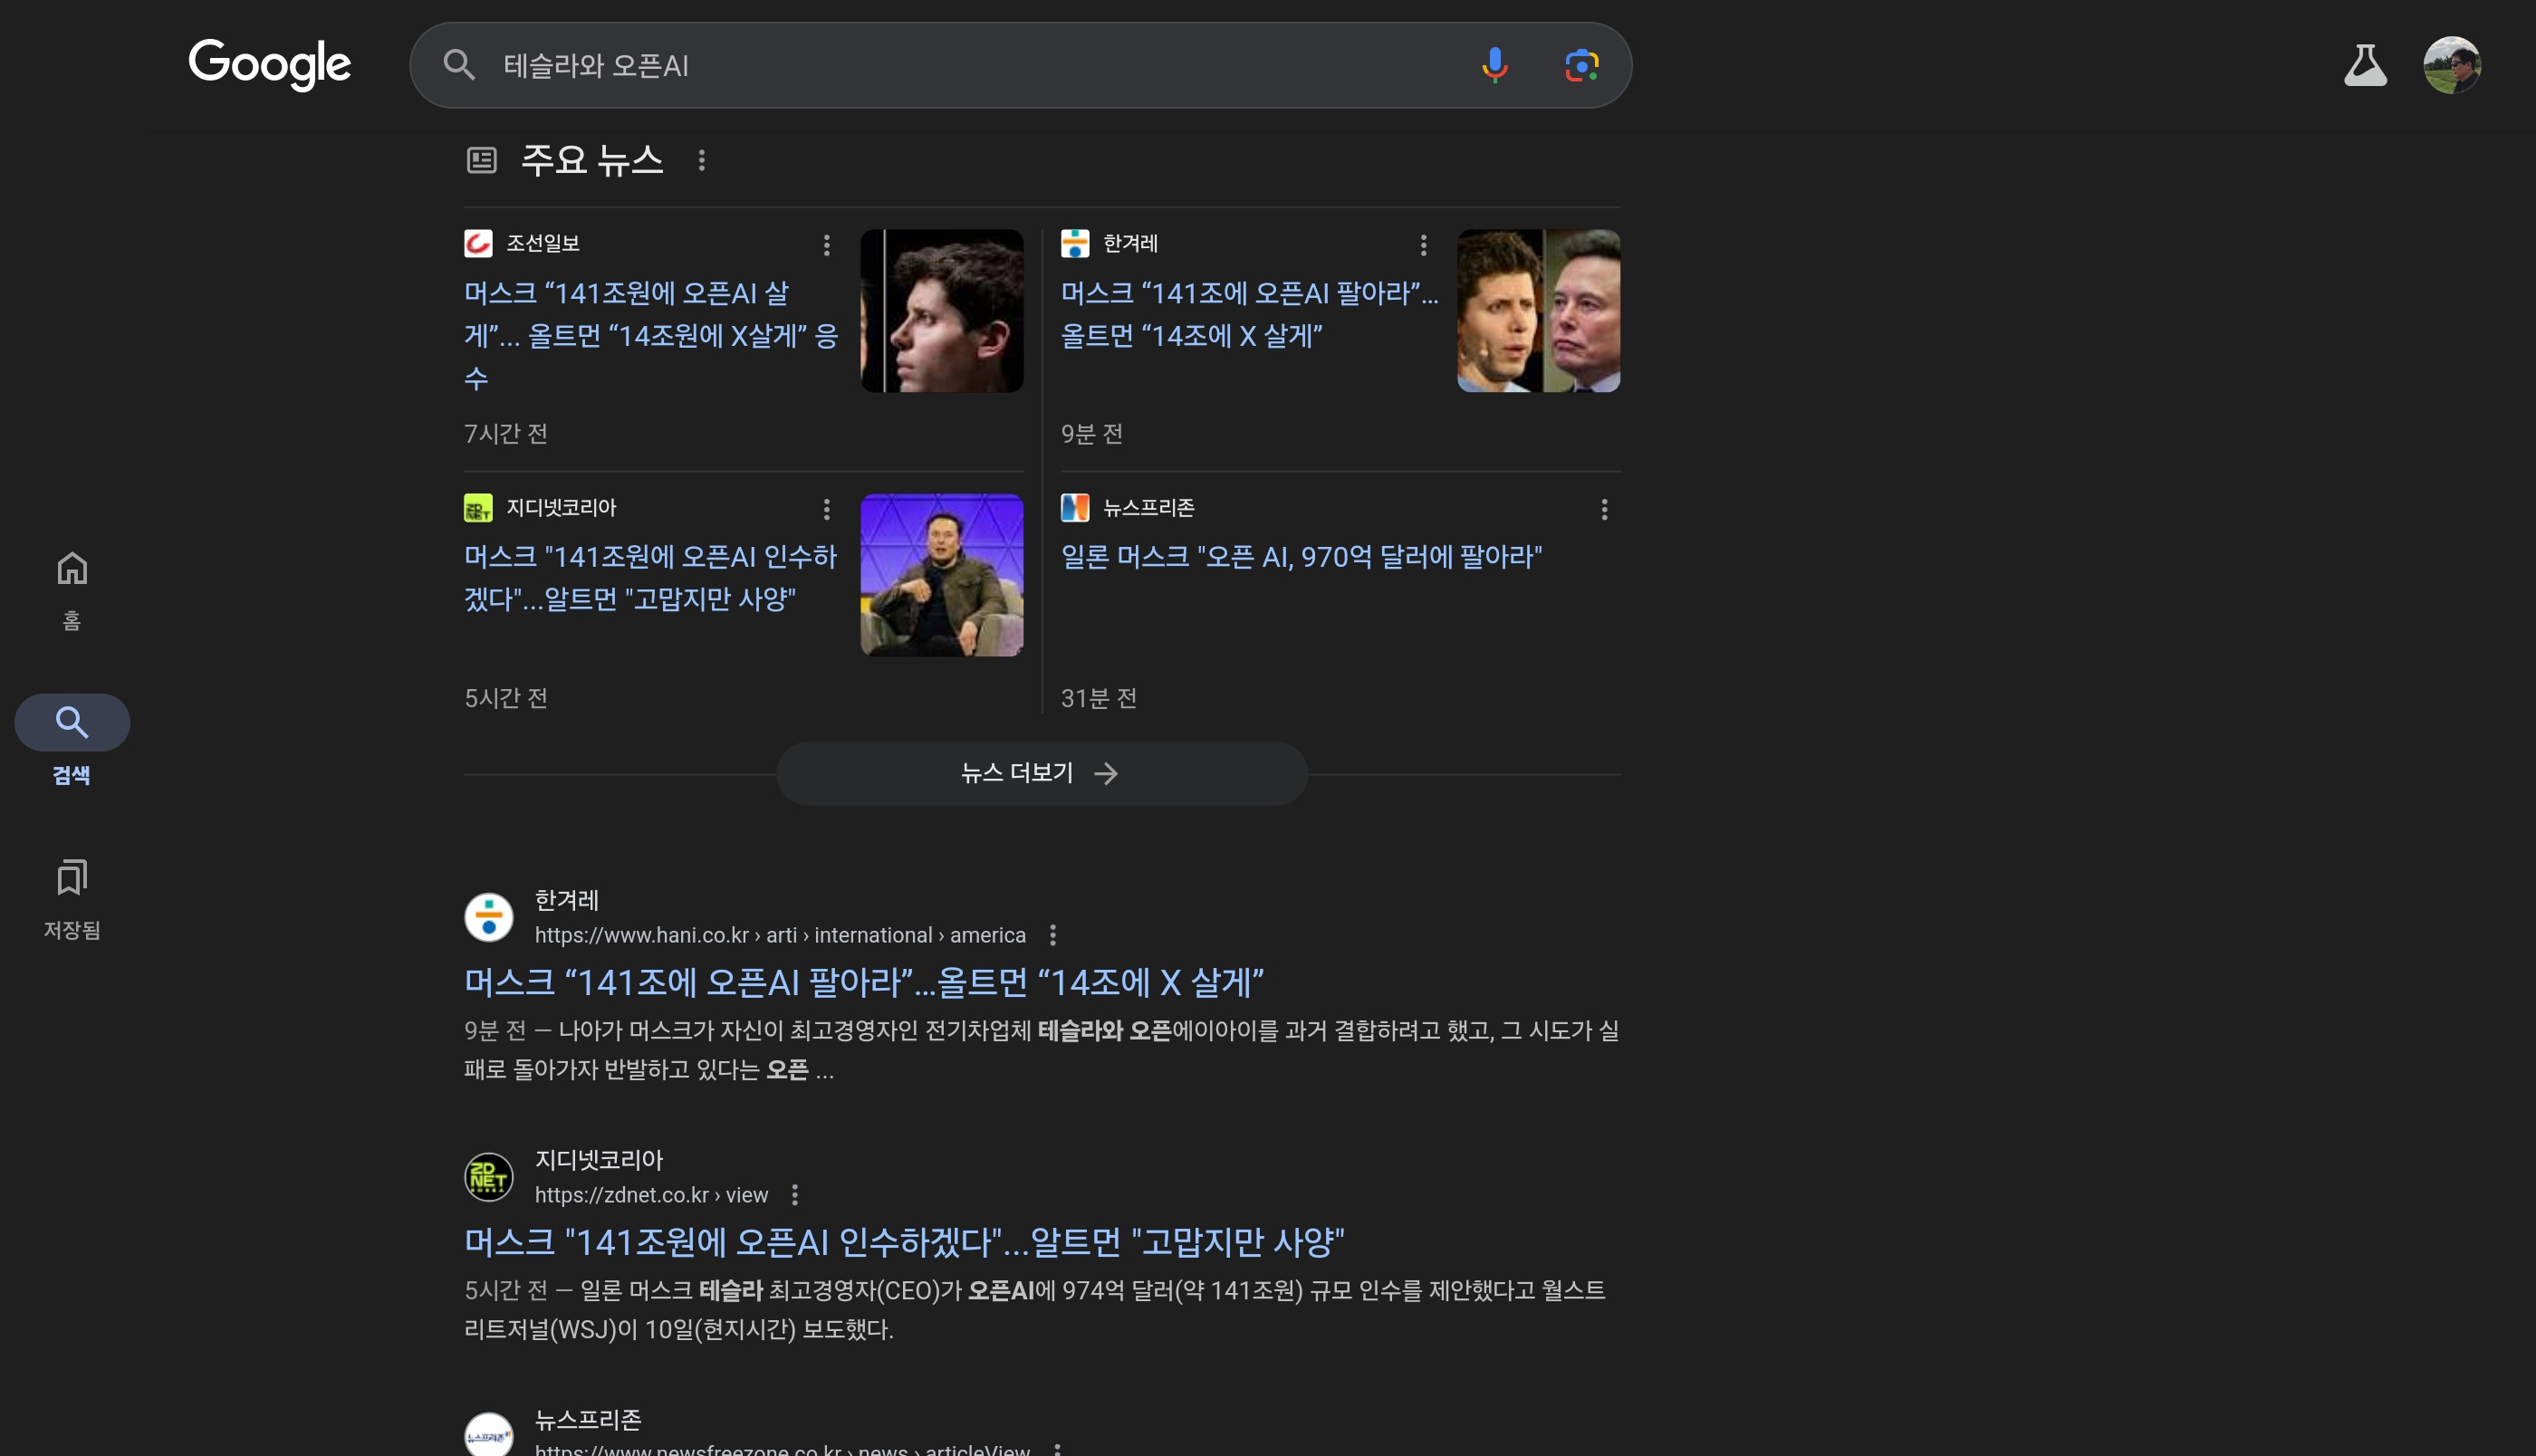 Google
테슬라와 오픈AI
주요 뉴스
조선일보
머스크 “141조원에 오픈AI 살
게”... 올트먼 “14조원에 X살게” 응
수
7시간 전
한겨레
머스크 “141조에 오픈AI 팔아라”…
올트먼 “14조에 X 살게”
9분 전
ZD
NET
지디넷코리아
머스크 "141조원에 오픈AI 인수하
겠다"...알트먼 "고맙지만 사양"
5시간 전
뉴스프리존
일론 머스크 "오픈 AI, 970억 달러에 팔아라"
31분 전
홈
검색
저장됨
뉴스 더보기
한겨레
https://www.hani.co.kr › arti › international › america
머스크 “141조에 오픈AI 팔아라”…올트먼 “14조에 X 살게”
9분 전 — 나아가 머스크가 자신이 최고경영자인 전기차업체 테슬라와 오픈에이아이를 과거 결합하려고 했고, 그 시도가 실
패로 돌아가자 반발하고 있다는 오픈 ...
ZD
NET
KOREA
지디넷코리아
https://zdnet.co.kr › view
머스크 "141조원에 오픈AI 인수하겠다"...알트먼 "고맙지만 사양"
5시간 전 — 일론 머스크 테슬라 최고경영자(CEO)가 오픈AI에 974억 달러(약 141조원) 규모 인수를 제안했다고 월스트
리트저널(WSJ)이 10일(현지시간) 보도했다.
뉴스프리존
뉴스프리존
https://www.newsfreezone.co.kr › news › articleView